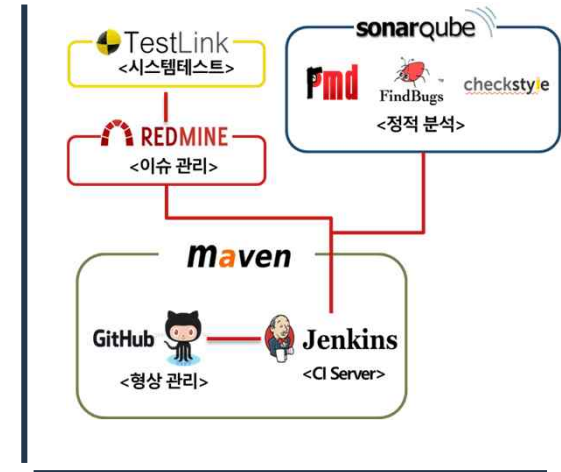 TestLink
<시스템테스트>
REDMINE
<이슈 관리>
sonarqube
pmd
FindBugs
checkstyle
<정적 분석>
maven
GitHub
<형상 관리>
Jenkins
<CI Server>